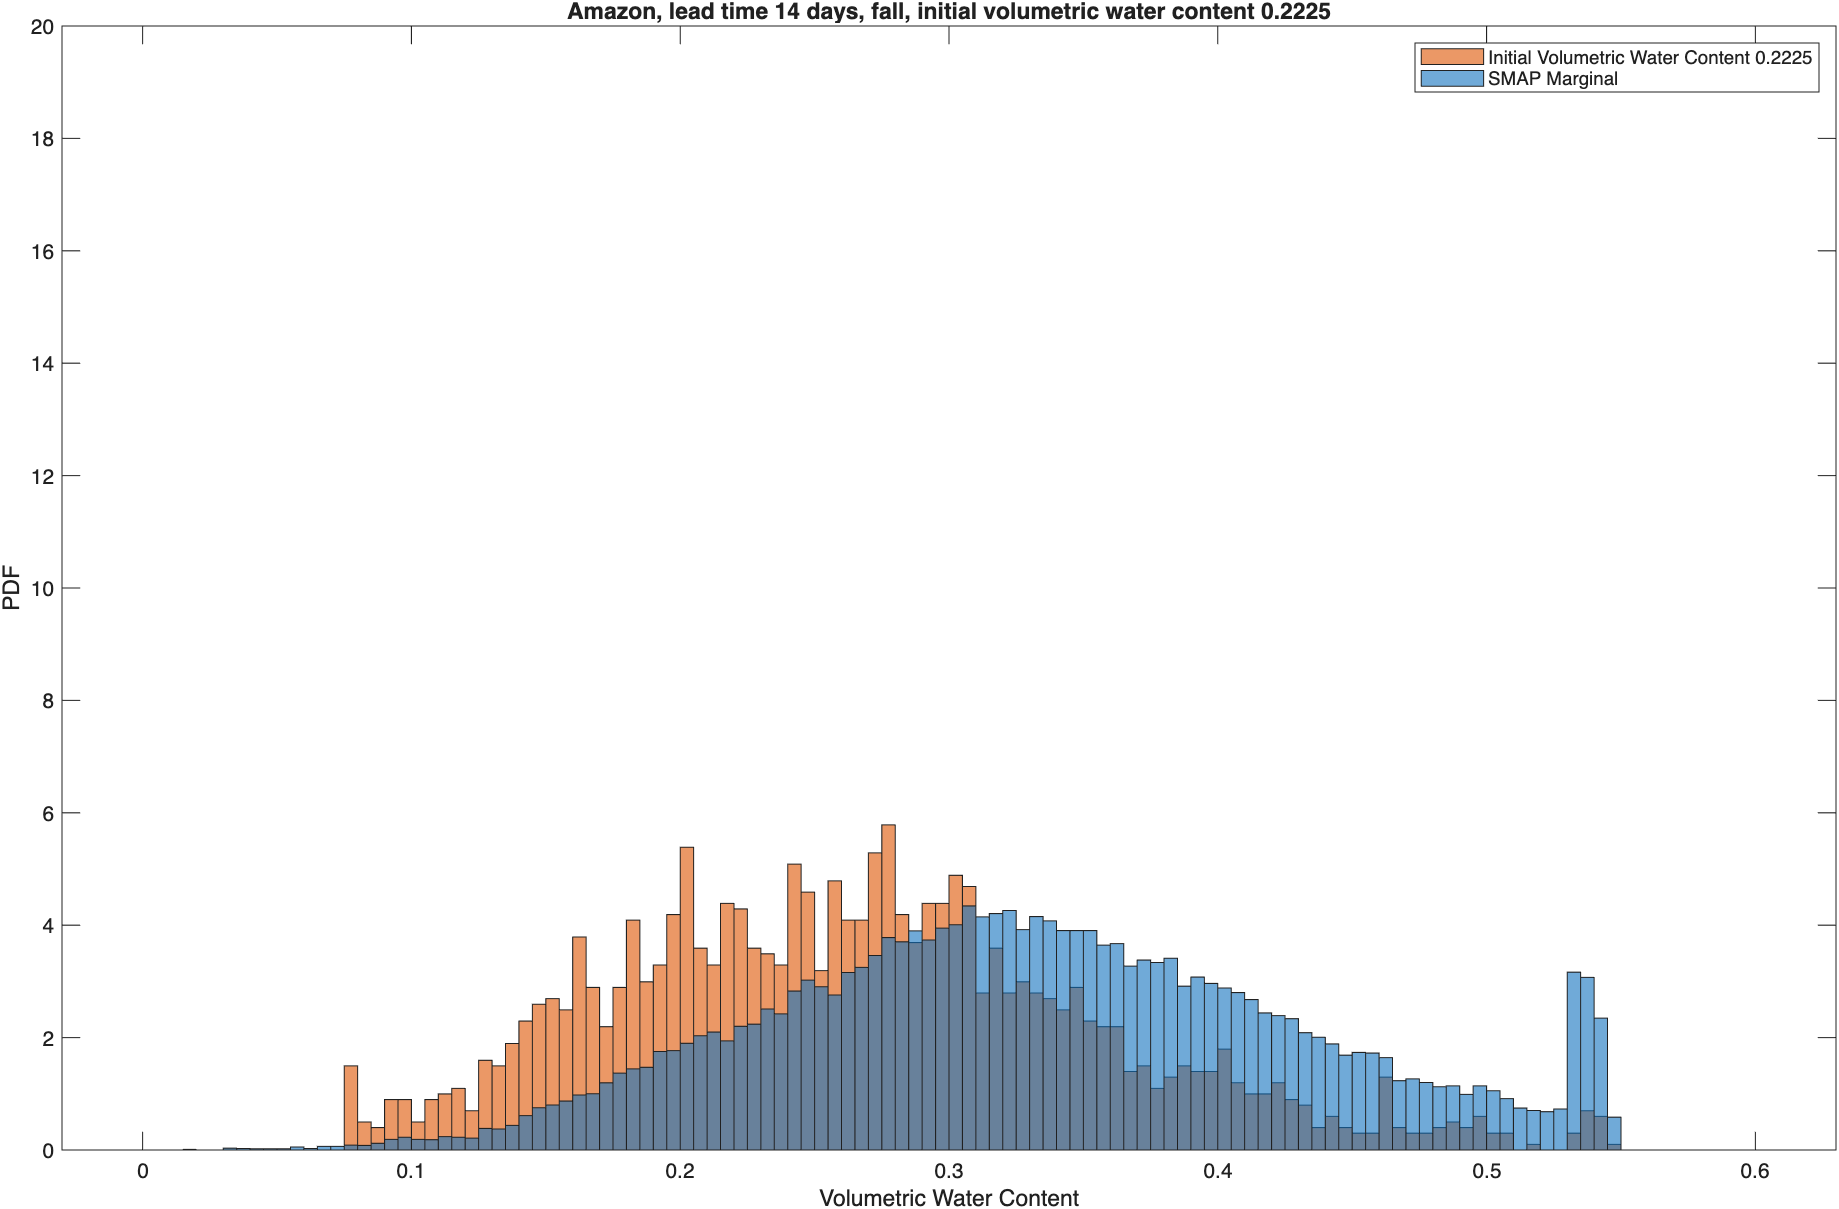 Amazon, lead time 14 days, fall, initial volumetric water content 0.2225
Initial Volumetric Water Content 0.2225
SMAP Marginal
20
18
16
14
12
10
8
6
4
2
0
PDF
0 0.1 0.2 0.3 0.4 0.5 0.6
Volumetric Water Content